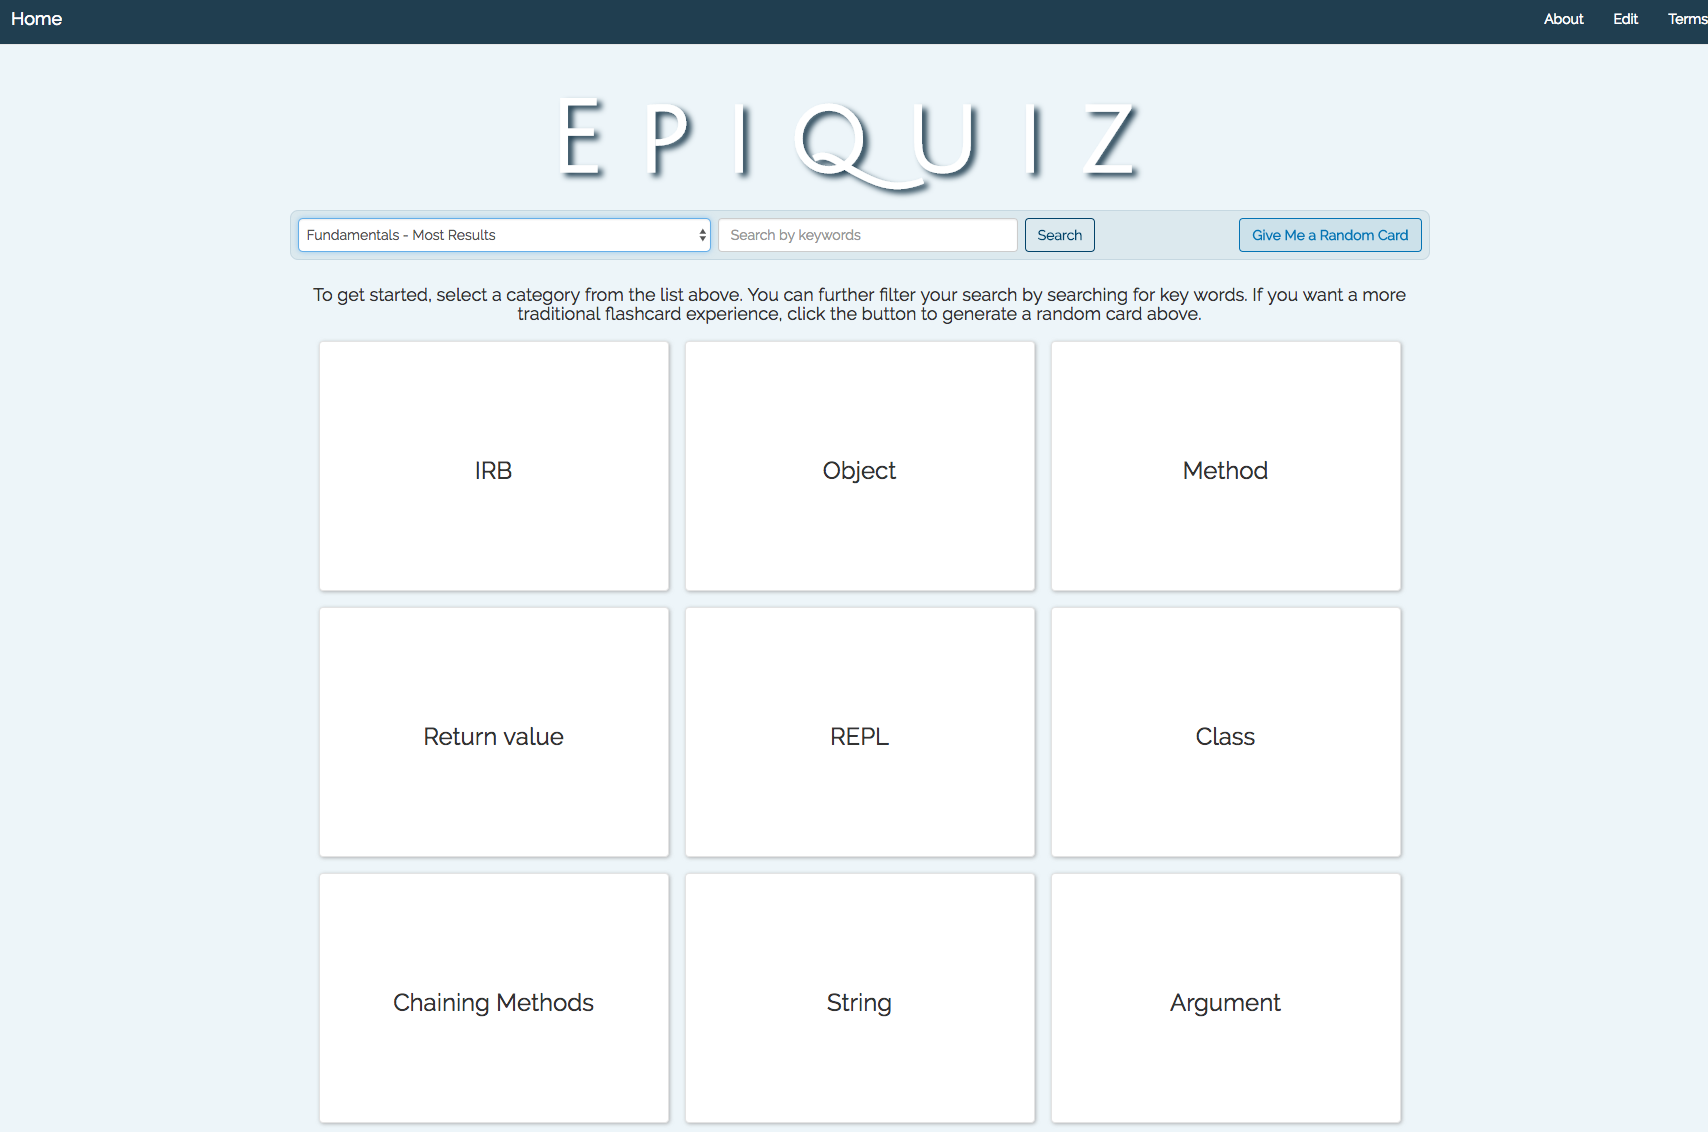 Home
About
Edit
Terms
EPIQUIZ
Fundamentals - Most Results
Search by keywords
Search
Give Me a Random Card
To get started, select a category from the list above. You can further filter your search by searching for key words. If you want a more
traditional flashcard experience, click the button to generate a random card above.
IRB
Object
Method
Return value
REPL
Class
Chaining Methods
String
Argument